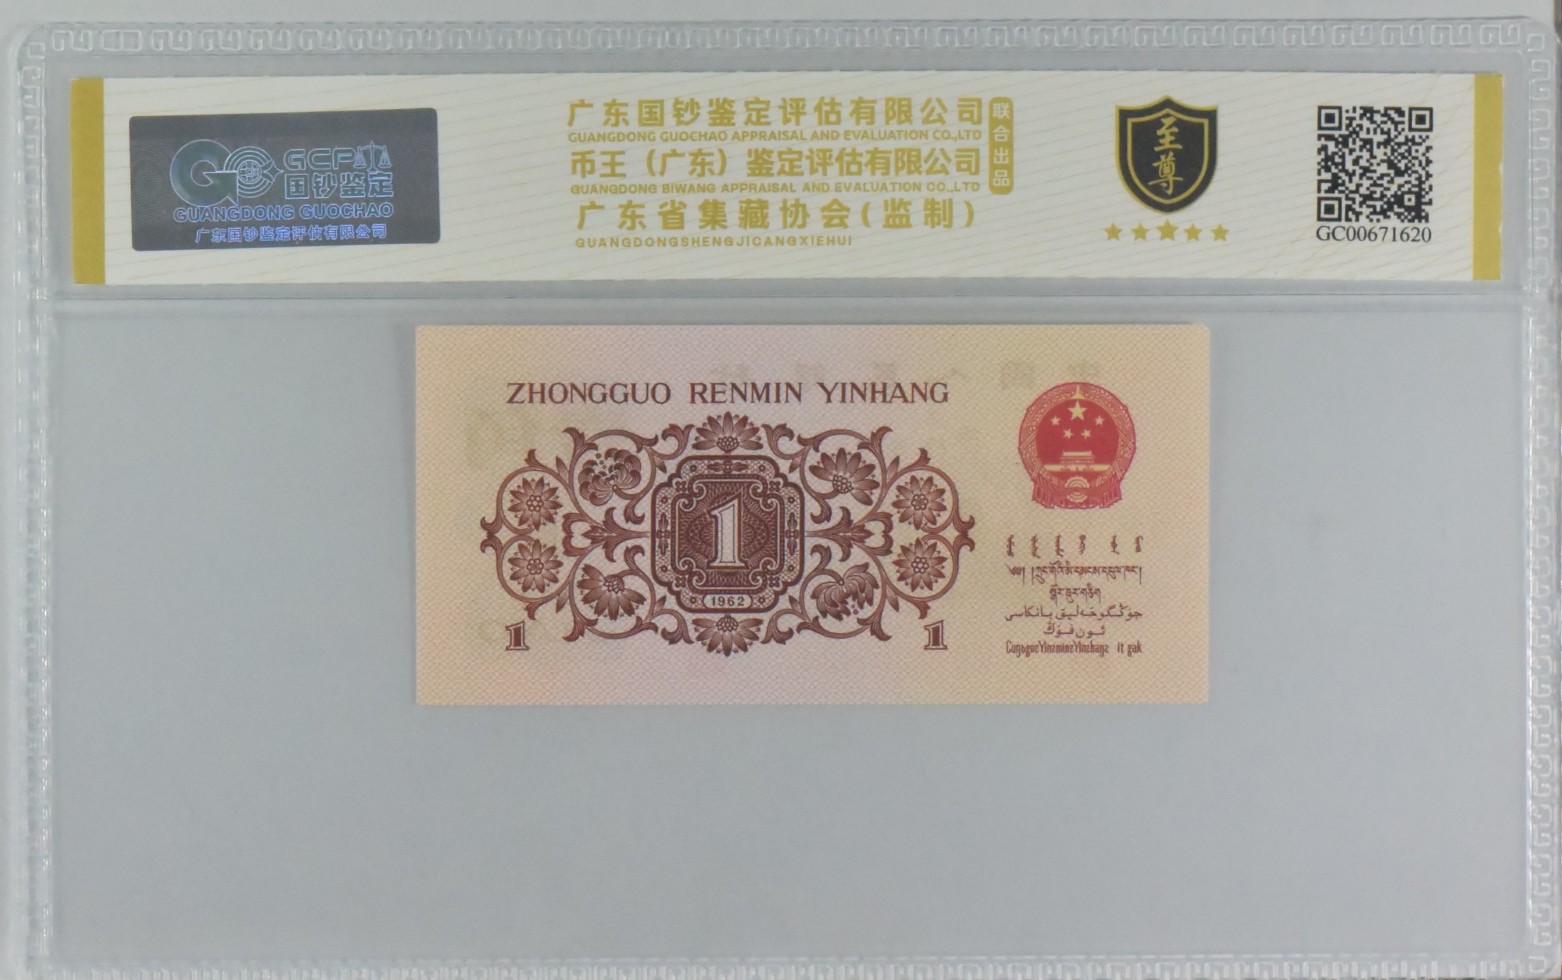 GCP
国钞鉴定
GUANGDONG GUOCHAO
广东国钞鉴定评估有限公司
广东国钞鉴定评估有限公司
GUANGDONG GUOCHAO APPRAISAL AND EVALUATION CO.,LTD
币王（广东）鉴定评估有限公司
GUANGDONG BIWANG APPRAISAL AND EVALUATION CO.,LTD
广东省集藏协会(监制)
GUANGDONGSHENGJICANGXIEHUI
联合出品
至尊
GC00671620
ZHONGGUO RENMIN YINHANG
1
1962
1
1